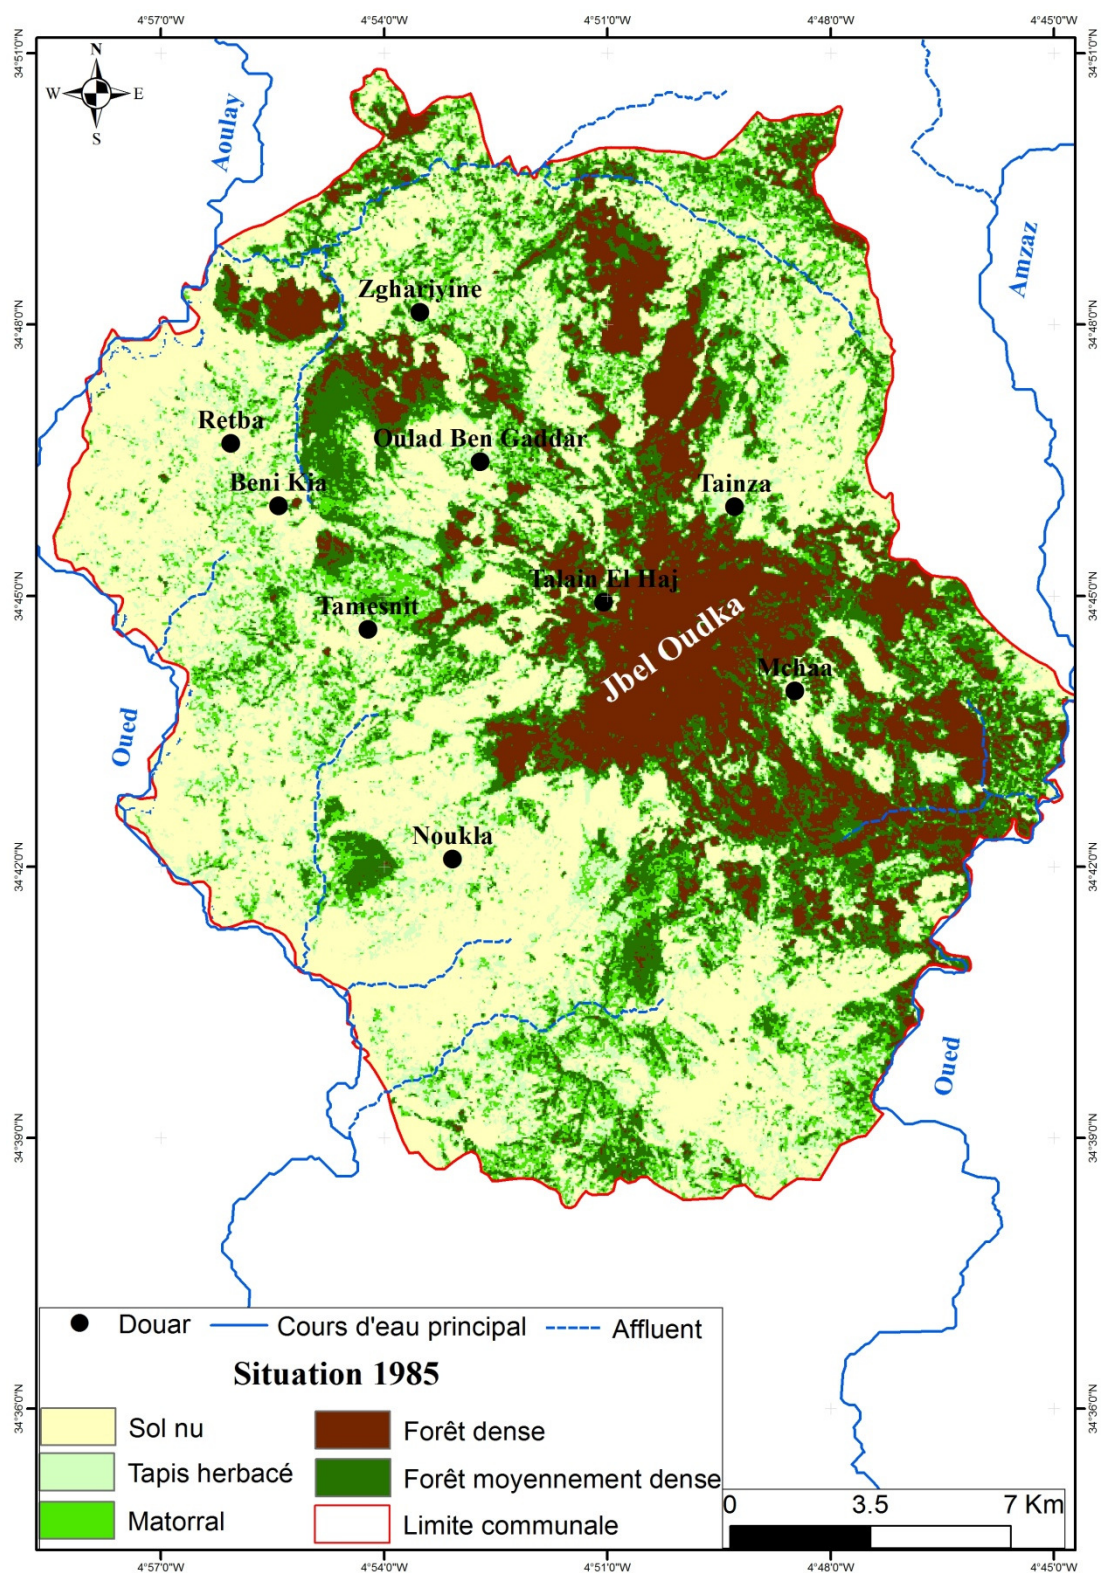 4°57'0"W 4°54'0"W 4°51'0"W 4°48'0"W 4°45'0"W
34°51'0"N 34°51'0"N
N
W E
S
Aoulay
Amzaz
Zghariyine
34°48'0"N 34°48'0"N
Retba
Oulad Ben Gaddar
Beni Kia
Tainza
34°45'0"N 34°45'0"N
Talain El Haj
Tamesnit
Jbel Oudka
Mchaa
Oued
Noukla
34°42'0"N 34°42'0"N
Oued
34°39'0"N 34°39'0"N
Douar Cours d'eau principal Affluent
Situation 1985
34°36'0"N 34°36'0"N
Sol nu Forêt dense
Tapis herbacé Forêt moyennement dense
Matorral Limite communale
0 3.5 7 Km
4°57'0"W 4°54'0"W 4°51'0"W 4°48'0"W 4°45'0"W